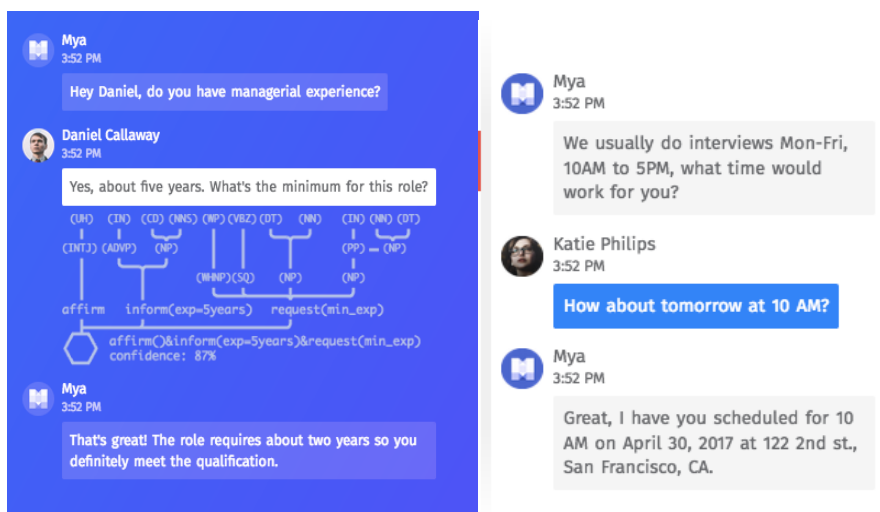 Mya
3:52 PM
Hey Daniel, do you have managerial experience?
Daniel Callaway
3:52 PM
Yes, about five years. What's the minimum for this role?
(UH) (IN) (CD) (NNS) (WP) (VBZ) (DT) (NN) (IN) (NN) (DT)
(INTJ) (ADVP) (NP) (PP) — (NP)
(WHNP)(SQ) (NP) (NP)
affirm inform(exp=5years) request(min_exp)
affirm()&inform(exp=5years)&request(min_exp)
confidence: 87%
Mya
3:52 PM
That's great! The role requires about two years so you
definitely meet the qualification.
Mya
3:52 PM
We usually do interviews Mon-Fri,
10AM to 5PM, what time would
work for you?
Katie Philips
3:52 PM
How about tomorrow at 10 AM?
Mya
3:52 PM
Great, I have you scheduled for 10
AM on April 30, 2017 at 122 2nd st.,
San Francisco, CA.